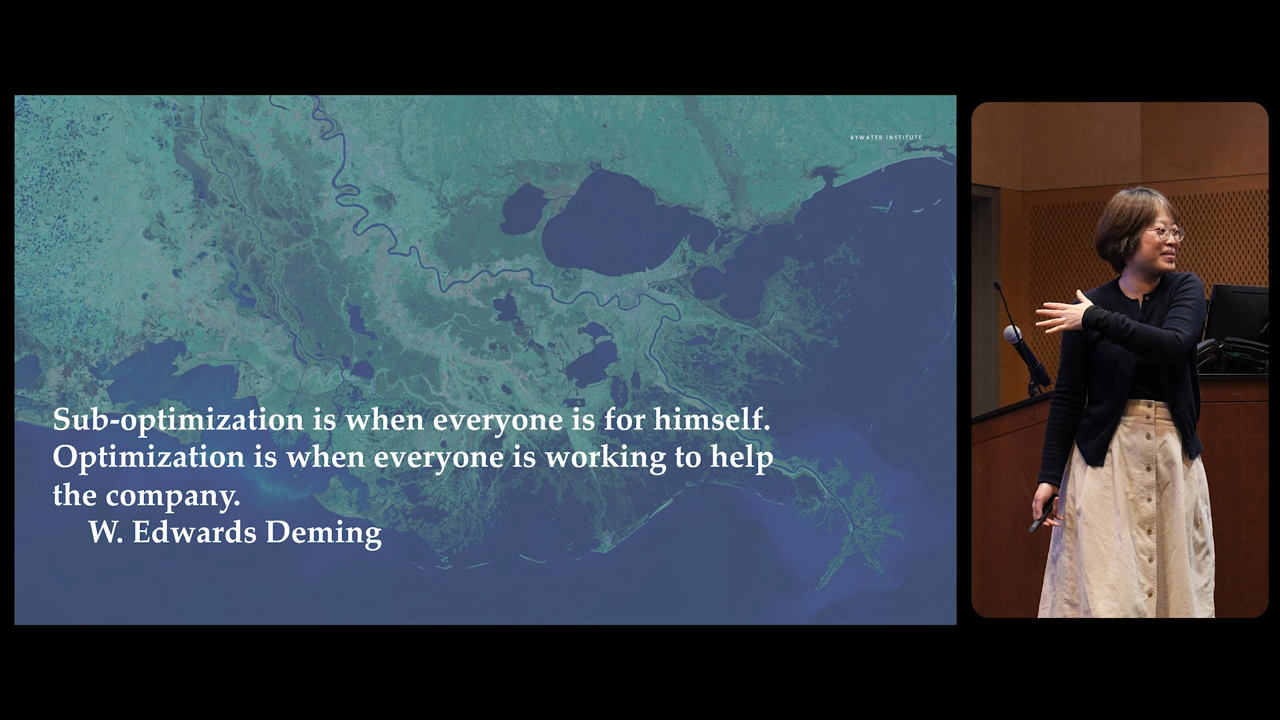 BYWATER INSTITUTE
Sub-optimization is when everyone is for himself.
Optimization is when everyone is working to help
the company.
W. Edwards Deming